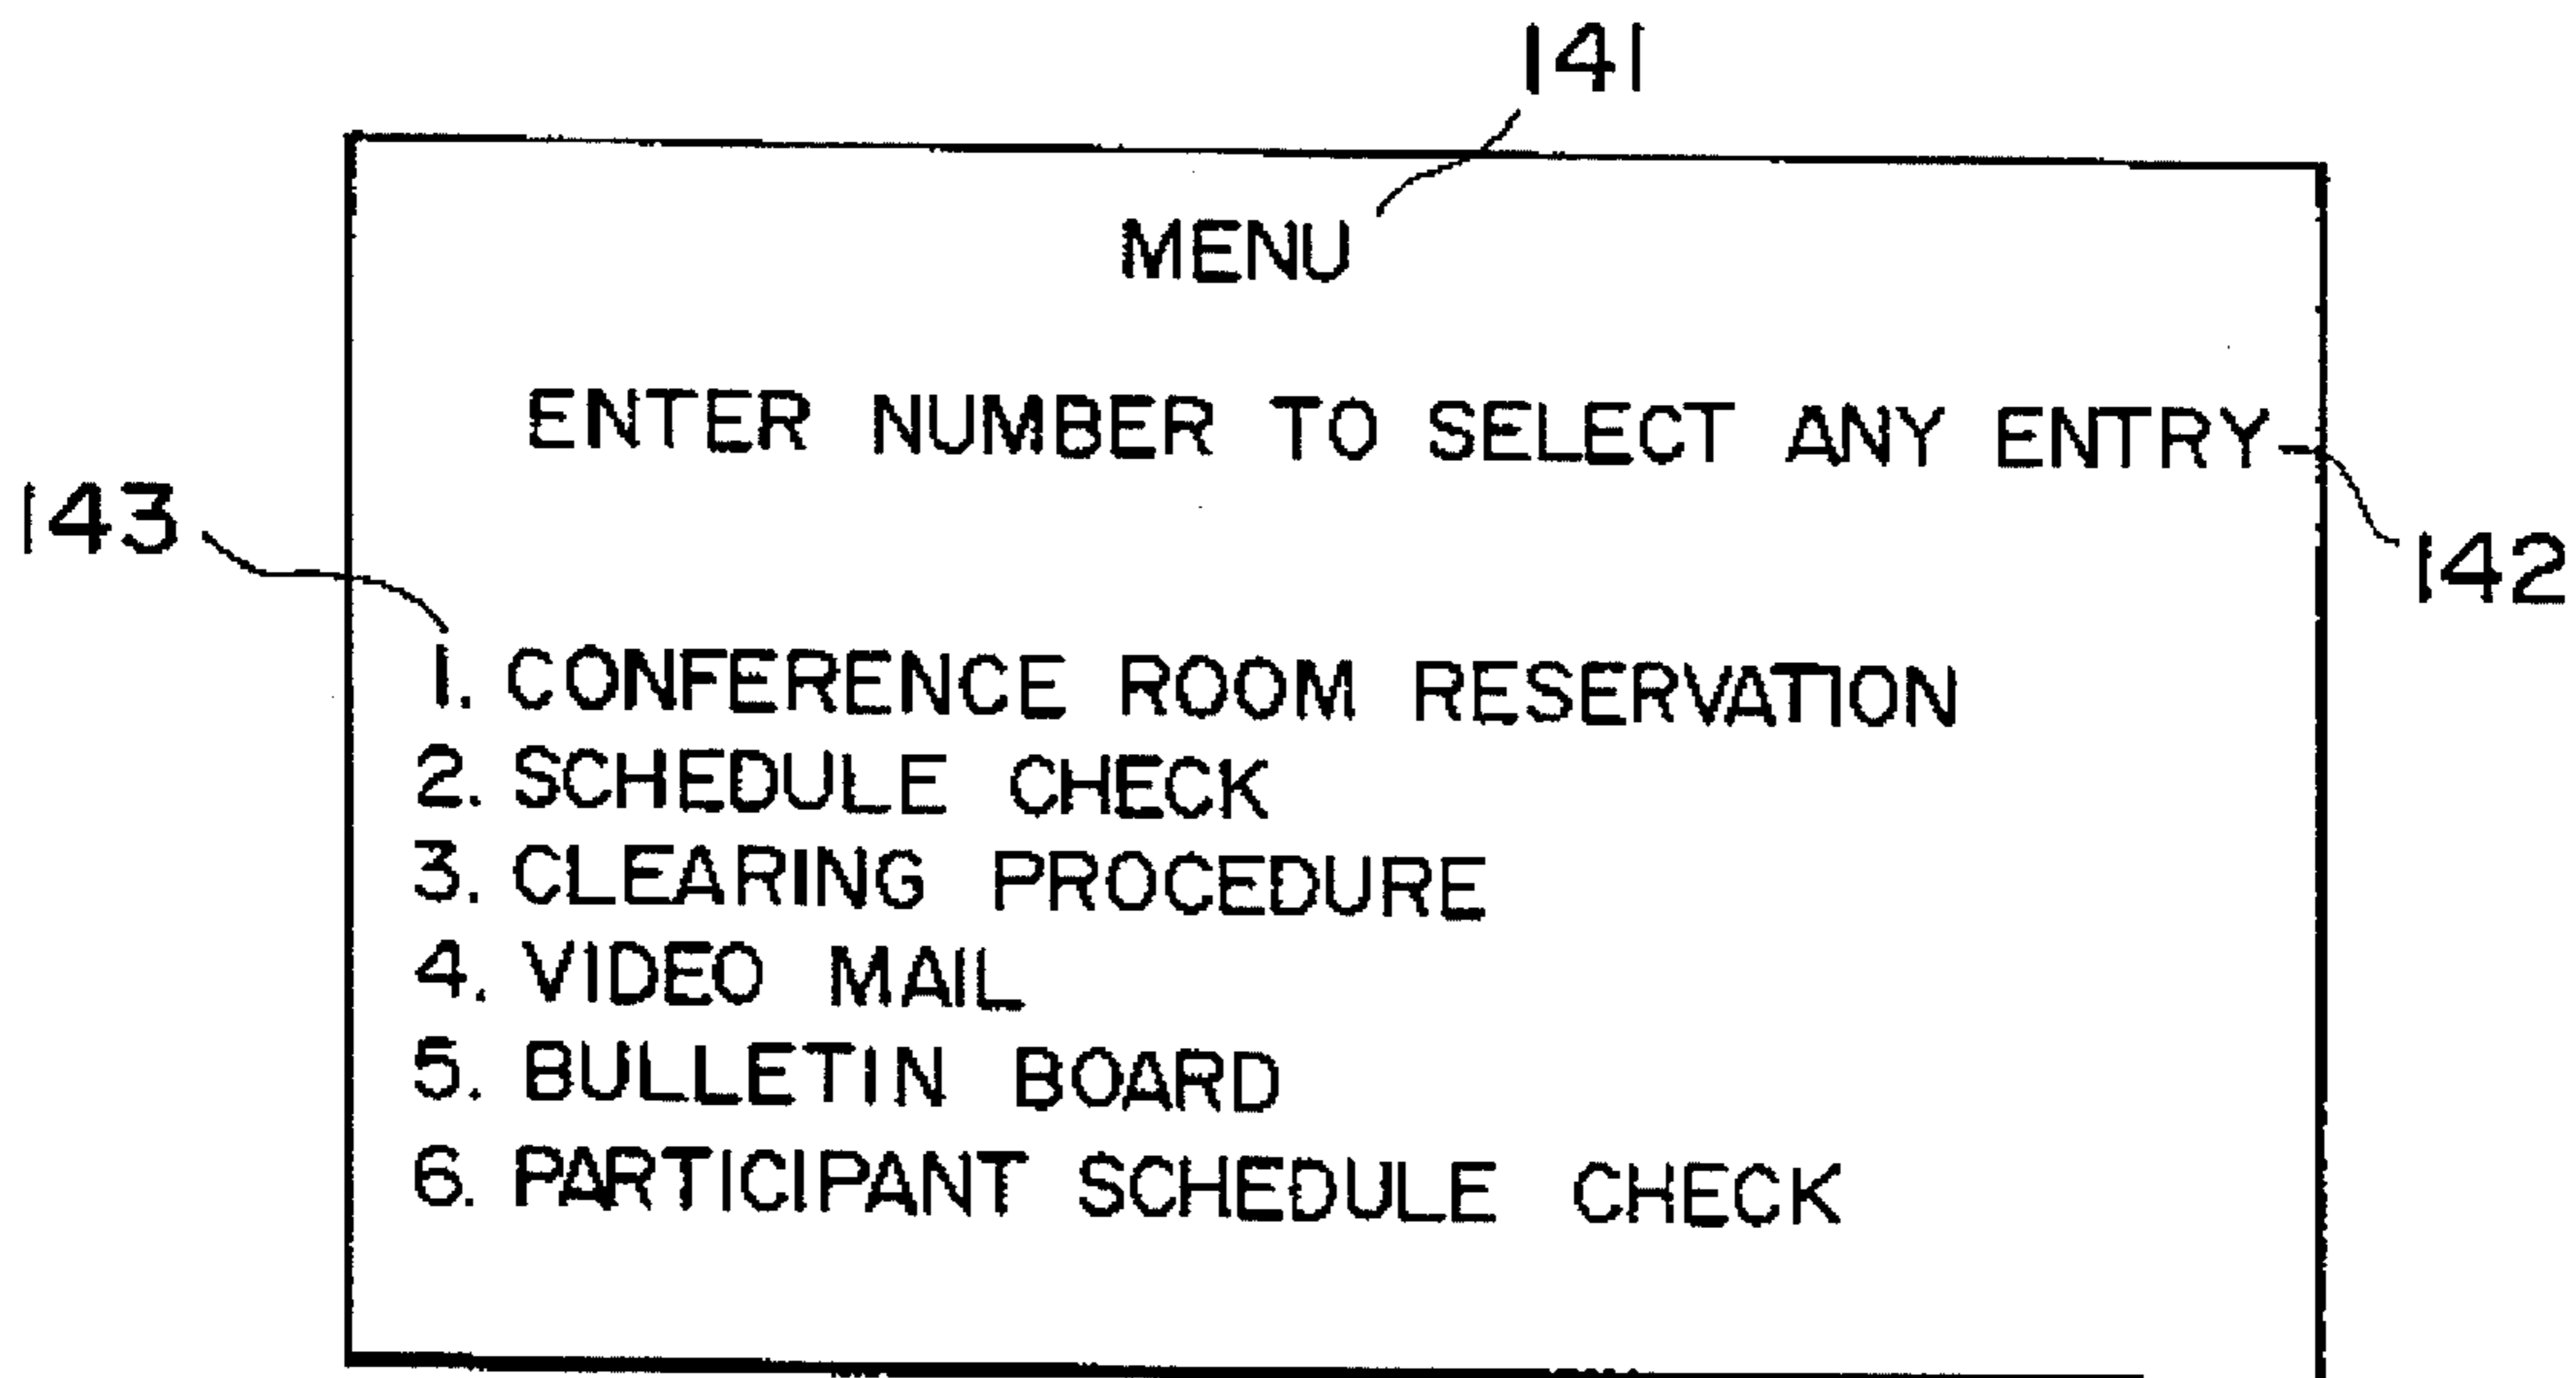 141
MENU
ENTER NUMBER TO SELECT ANY ENTRY
143
142
1. CONFERENCE ROOM RESERVATION
2. SCHEDULE CHECK
3. CLEARING PROCEDURE
4. VIDEO MAIL
5. BULLETIN BOARD
6. PARTICIPANT SCHEDULE CHECK